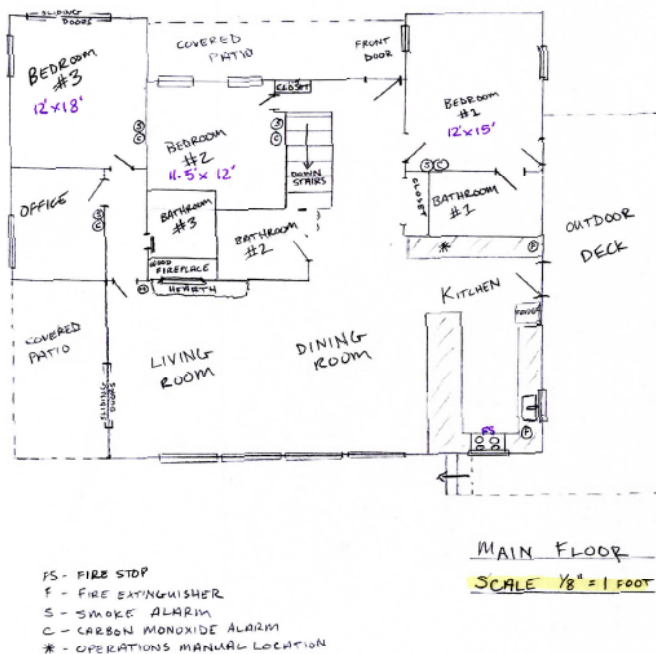 SLIDING
DOORS
COVERED
PATIO
FRONT
DOOR
BEDROOM
#3
12' x 18'
CLOSET
BEDROOM
#1
12' x 15'
S
C
BEDROOM
#2
11.5' x 12'
S
C
DOWN
STAIRS
S C
OFFICE
S
C
CLOSET
BATHROOM
#1
BATHROOM
#3
BATHROOM
#2
OUTDOOR
DECK
*
F
WOOD
FIREPLACE
HEARTH
KITCHEN
FRIDGE
COVERED
PATIO
LIVING
ROOM
DINING
ROOM
SLIDING
DOORS
FS
F
MAIN FLOOR
SCALE 1/8" = 1 FOOT
FS - FIRE STOP
F - FIRE EXTINGUISHER
S - SMOKE ALARM
C - CARBON MONOXIDE ALARM
* - OPERATIONS MANUAL LOCATION